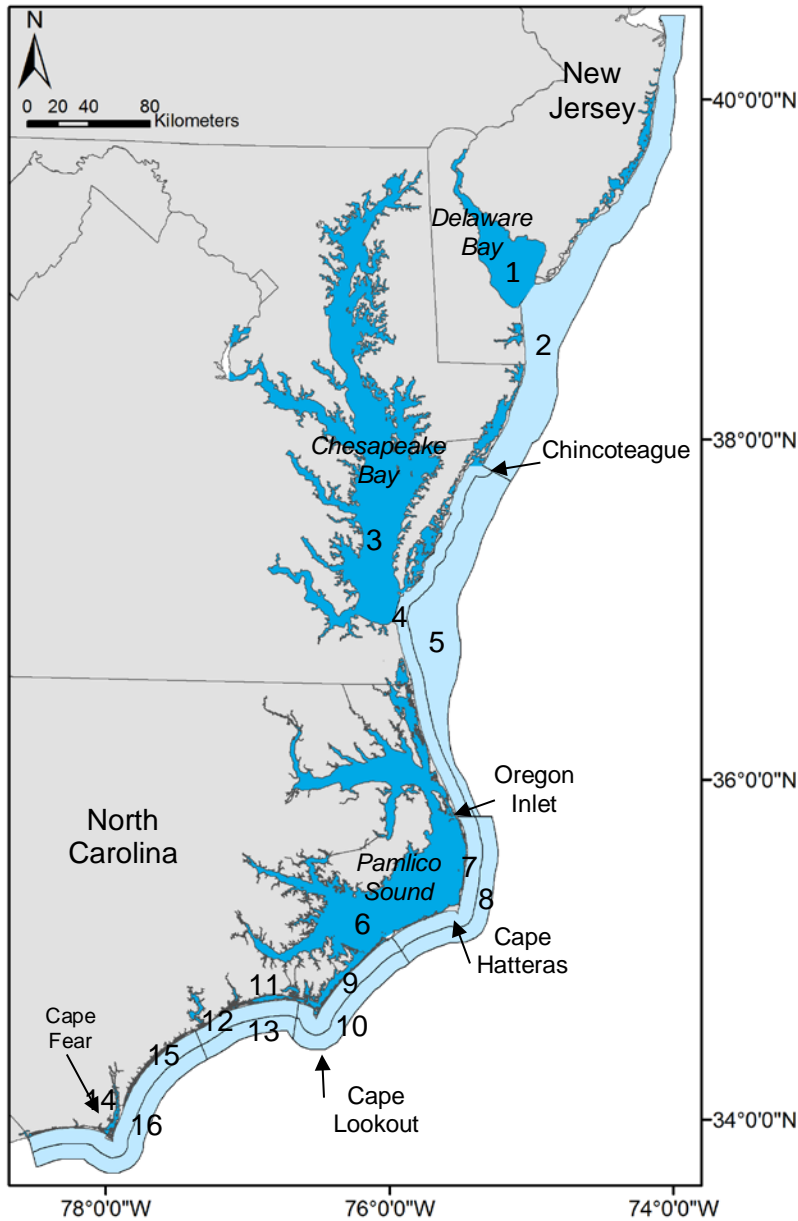 N
0 20 40 80
Kilometers
New
Jersey
40°0'0"N
Delaware
Bay
1
2
38°0'0"N
Chesapeake
Bay
Chincoteague
3
4
5
36°0'0"N
Oregon
Inlet
North
Carolina
Pamlico
Sound
7
8
6
Cape
Hatteras
9
11
10
12
13
Cape
Fear
15
14
16
Cape
Lookout
34°0'0"N
78°0'0"W
76°0'0"W
74°0'0"W